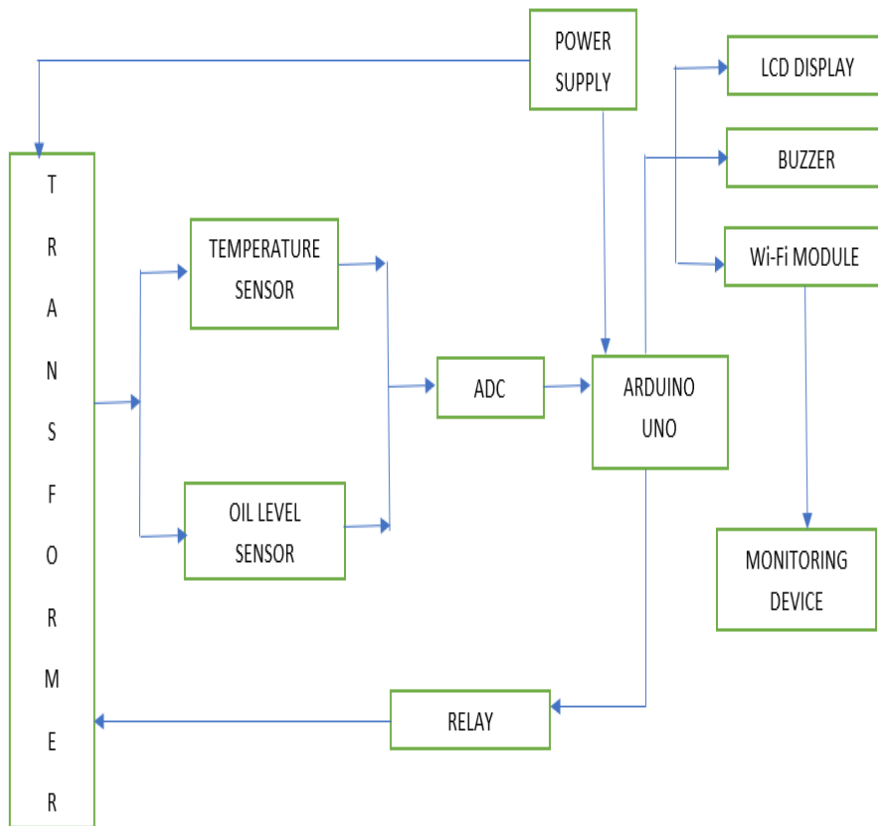 POWER
SUPPLY
LCD DISPLAY
BUZZER
T
R
A
N
S
F
O
R
M
E
R
TEMPERATURE
SENSOR
Wi-Fi MODULE
ADC
ARDUINO
UNO
OIL LEVEL
SENSOR
MONITORING
DEVICE
RELAY